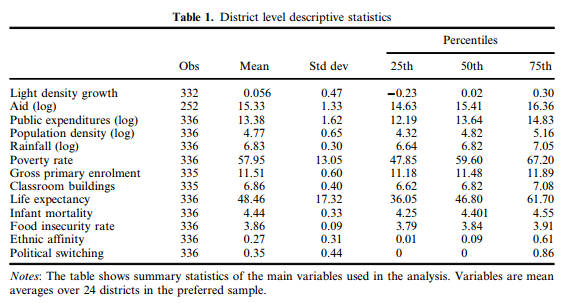 Table 1. District level descriptive statistics
Percentiles
Obs Mean Std dev 25th 50th 75th
Light density growth 332 0.056 0.47 −0.23 0.02 0.30
Aid (log) 252 15.33 1.33 14.63 15.41 16.36
Public expenditures (log) 336 13.38 1.62 12.19 13.64 14.83
Population density (log) 336 4.77 0.65 4.32 4.82 5.16
Rainfall (log) 336 6.83 0.30 6.64 6.82 7.05
Poverty rate 336 57.95 13.05 47.85 59.60 67.20
Gross primary enrolment 335 11.51 0.60 11.18 11.48 11.89
Classroom buildings 335 6.86 0.40 6.62 6.82 7.08
Life expectancy 336 48.46 17.32 36.05 46.80 61.70
Infant mortality 336 4.44 0.33 4.25 4.401 4.55
Food insecurity rate 336 3.86 0.09 3.79 3.84 3.91
Ethnic affinity 336 0.27 0.31 0.01 0.09 0.61
Political switching 336 0.35 0.44 0 0 0.86
Notes: The table shows summary statistics of the main variables used in the analysis. Variables are mean
averages over 24 districts in the preferred sample.